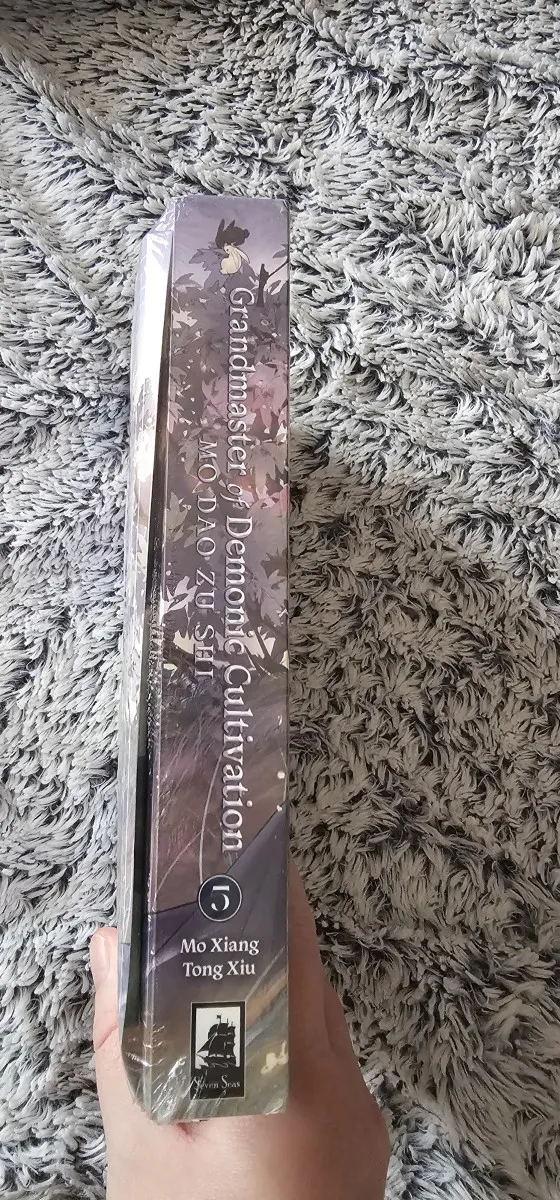 Grandmaster of Demonic Cultivation
MO DAO ZU SHI
5
Mo Xiang
Tong Xiu
Seven Seas